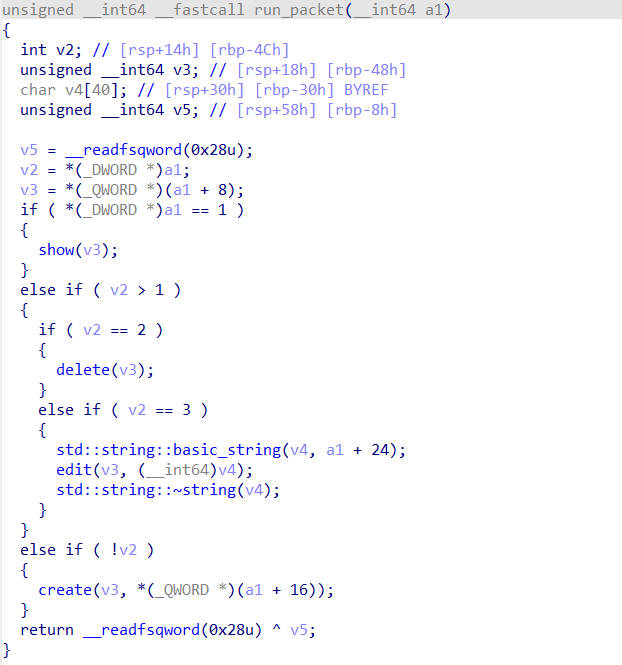 unsigned __int64 __fastcall run_packet(__int64 a1)
{
  int v2; // [rsp+14h] [rbp-4Ch]
  unsigned __int64 v3; // [rsp+18h] [rbp-48h]
  char v4[40]; // [rsp+30h] [rbp-30h] BYREF
  unsigned __int64 v5; // [rsp+58h] [rbp-8h]

  v5 = __readfsqword(0x28u);
  v2 = *(_DWORD *)a1;
  v3 = *(_QWORD *)(a1 + 8);
  if ( *(_DWORD *)a1 == 1 )
  {
    show(v3);
  }
  else if ( v2 > 1 )
  {
    if ( v2 == 2 )
    {
      delete(v3);
    }
    else if ( v2 == 3 )
    {
      std::string::basic_string(v4, a1 + 24);
      edit(v3, (__int64)v4);
      std::string::~string(v4);
    }
  }
  else if ( !v2 )
  {
    create(v3, *(_QWORD *)(a1 + 16));
  }
  return __readfsqword(0x28u) ^ v5;
}